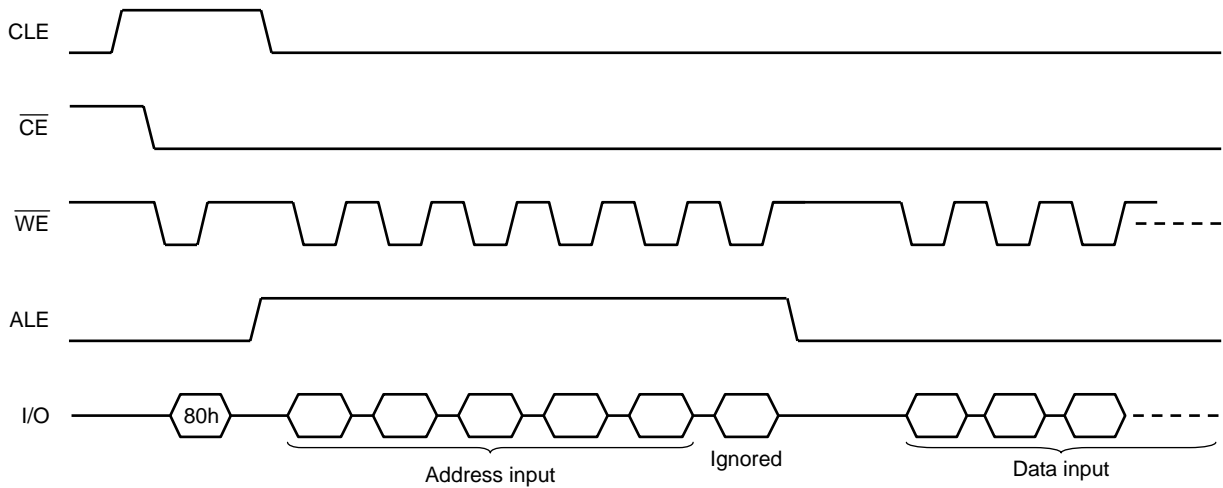 CLE
CE
WE
ALE
I/O
80h
Address input
Ignored
Data input